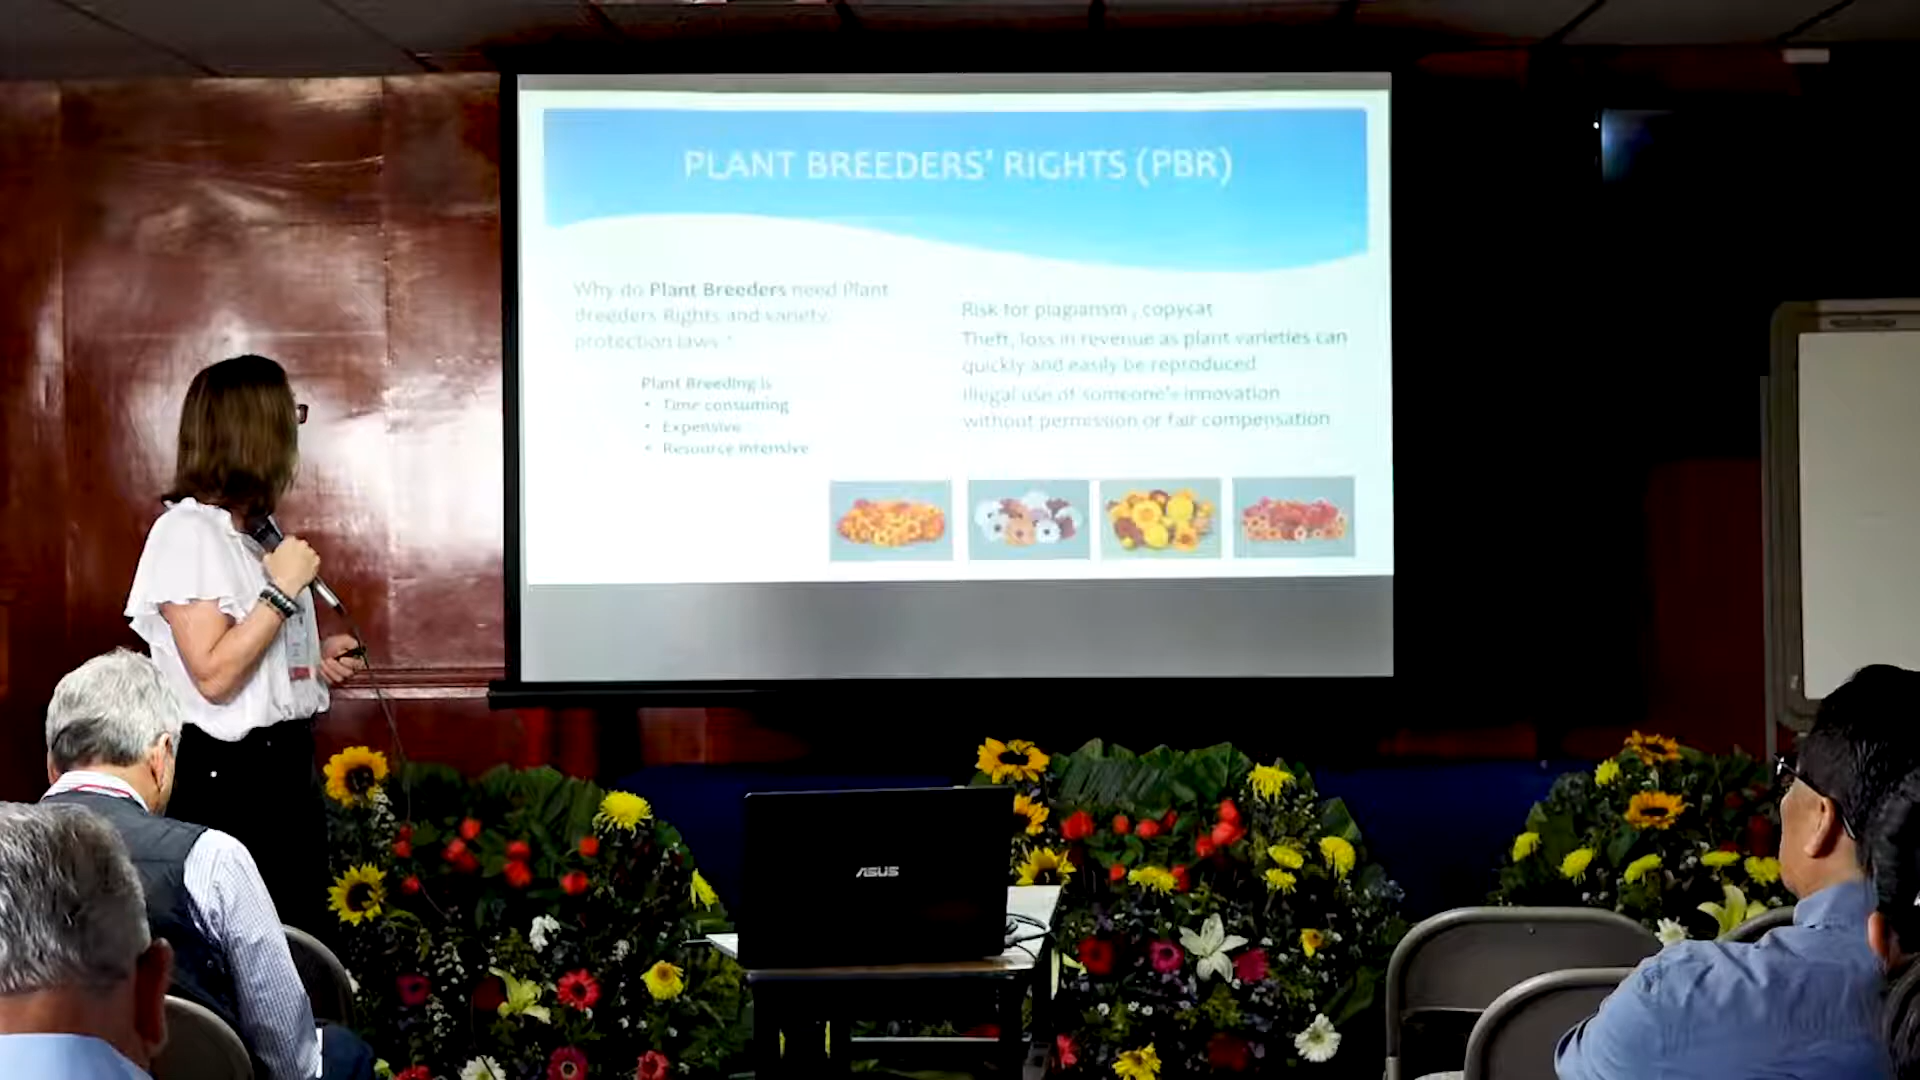 PLANT BREEDERS' RIGHTS (PBR)
Why do Plant Breeders need Plant
Breeders Rights and variety
protection laws ?
Plant Breeding is
• Time consuming
• Expensive
• Resource intensive
Risk for plagiarism , copycat
Theft, loss in revenue as plant varieties can
quickly and easily be reproduced
Illegal use of someone's innovation
without permission or fair compensation
ASUS